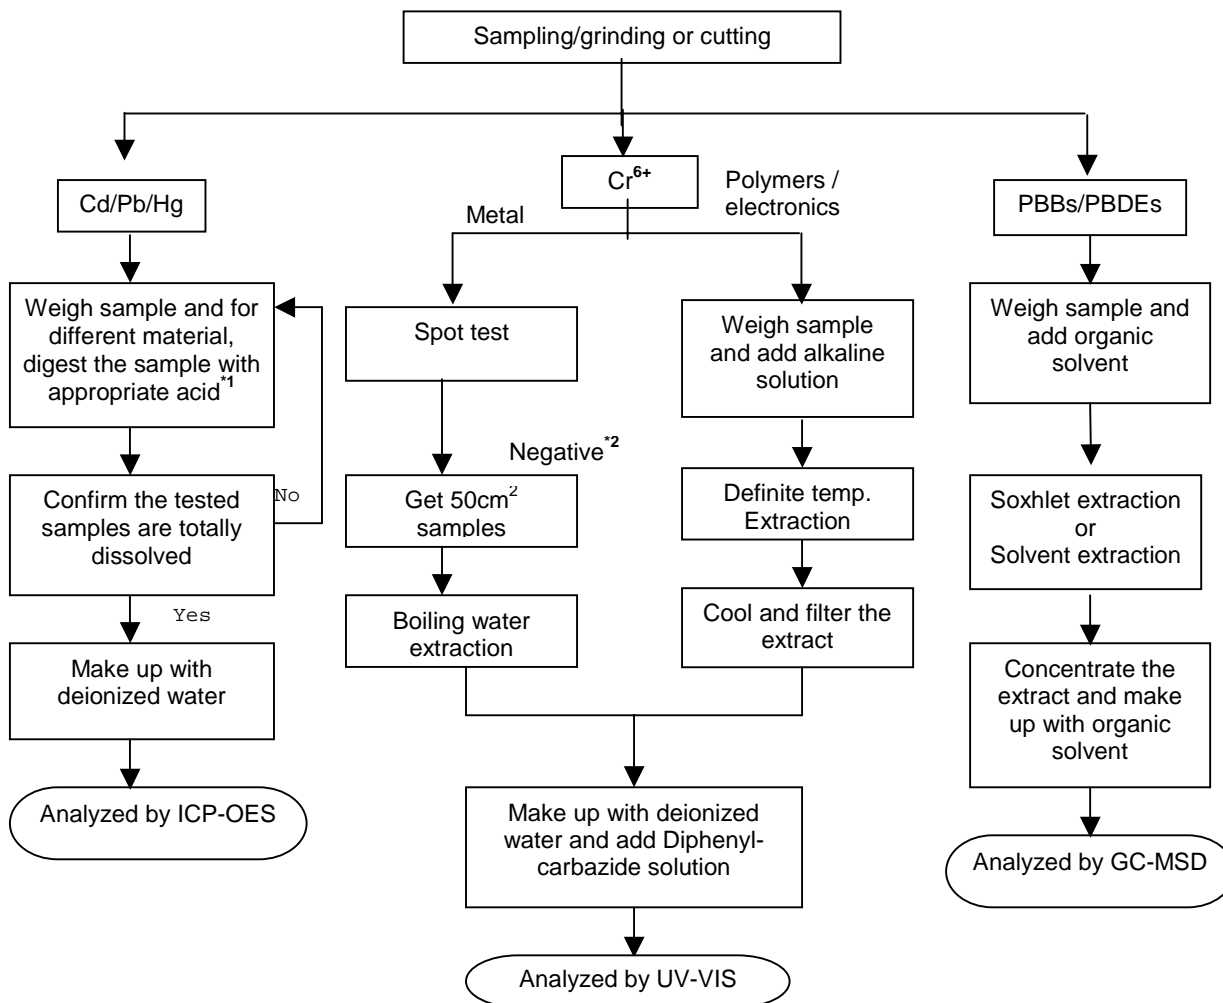 Sampling/grinding or cutting
Cd/Pb/Hg
Weigh sample and for
different material,
digest the sample with
appropriate acid*1
Confirm the tested
samples are totally
dissolved
No
Yes
Make up with
deionized water
Analyzed by ICP-OES
Cr6+
Metal
Polymers /
electronics
Spot test
Negative*2
Get 50cm2
samples
Boiling water
extraction
Weigh sample
and add alkaline
solution
Definite temp.
Extraction
Cool and filter the
extract
Make up with deionized
water and add Diphenyl-
carbazide solution
Analyzed by UV-VIS
PBBs/PBDEs
Weigh sample and
add organic
solvent
Soxhlet extraction
or
Solvent extraction
Concentrate the
extract and make
up with organic
solvent
Analyzed by GC-MSD